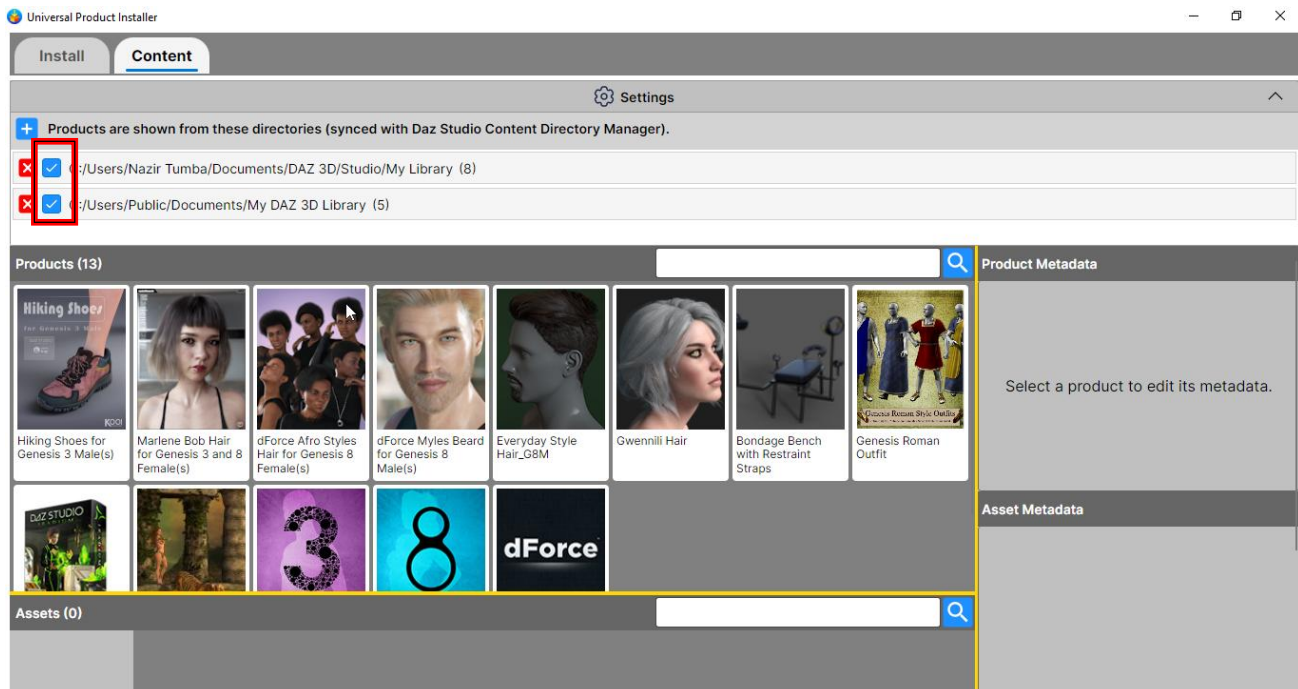 Universal Product Installer
Install
Content
Settings
Products are shown from these directories (synced with Daz Studio Content Directory Manager).
:/Users/Nazir Tumba/Documents/DAZ 3D/Studio/My Library (8)
:/Users/Public/Documents/My DAZ 3D Library (5)
Products (13)
Product Metadata
Hiking Shoes
for Genesis 3 Male
KOOI
Genesis Roman Style Outfits
Hiking Shoes for
Genesis 3 Male(s)
Marlene Bob Hair
for Genesis 3 and 8
Female(s)
dForce Afro Styles
Hair for Genesis 8
Female(s)
dForce Myles Beard
for Genesis 8
Male(s)
Everyday Style
Hair_G8M
Gwennili Hair
Bondage Bench
with Restraint
Straps
Genesis Roman
Outfit
Select a product to edit its metadata.
DAZ STUDIO
3
8
dForce
Asset Metadata
Assets (0)